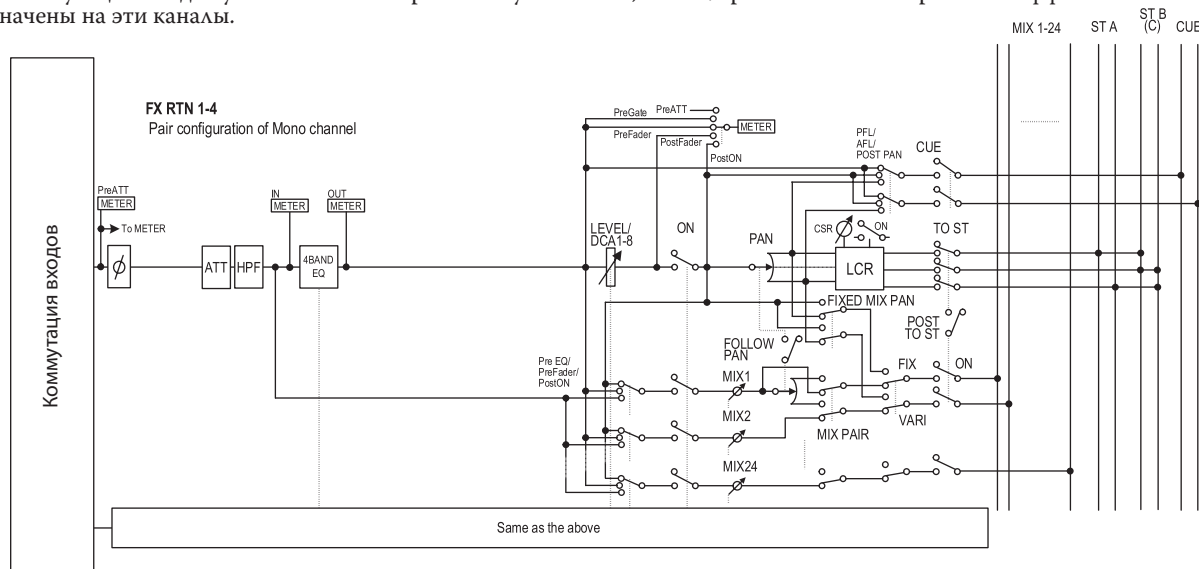 значены на эти каналы.
MIX 1-24
ST A
ST B
(C)
CUE
FX RTN 1-4
Pair configuration of Mono channel
PreATT
METER
To METER
IN
METER
OUT
METER
ATT
HPF
4BAND
EQ
PreGate
PreATT
PreFader
PostFader
METER
PostON
PFL/
AFL/
POST PAN
CUE
LEVEL/
DCA1-8
ON
PAN
CSR
ON
LCR
TO ST
FIXED MIX PAN
POST
TO ST
FOLLOW
PAN
Pre EQ/
PreFader/
PostON
MIX1
FIX
ON
MIX2
VARI
MIX PAIR
MIX24
Коммутация входов
Same as the above